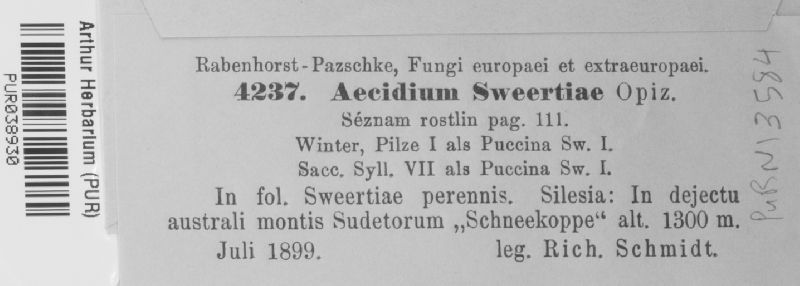 Rabenhorst-Pazschke, Fungi europaei et extraeuropaei.
4237. Aecidium Sweertiae Opiz.
Séznam rostlin pag. 111.
Winter, Pilze I als Puccina Sw. I.
Sacc. Syll. VII als Puccina Sw. I.
In fol. Sweertiae perennis. Silesia: In dejectu
australi montis Sudetorum „Schneekoppe“ alt. 1300 m.
Juli 1899. leg. Rich. Schmidt.
Arthur Herbarium (PUR)
PUR038930
PURN13584